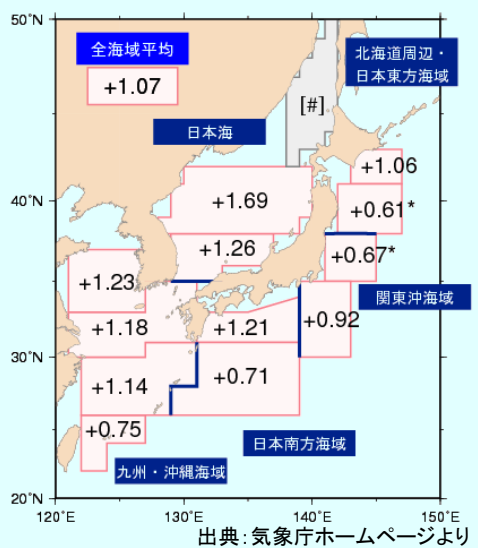 50˚N
全海域平均
+1.07
北海道周辺・
日本東方海域
[#]
日本海
+1.06
40˚N
+1.69
+0.61*
+1.26
+0.67*
+1.23
関東沖海域
+1.18
+1.21
+0.92
30˚N
+1.14
+0.71
+0.75
日本南方海域
九州・沖縄海域
20˚N
120˚E
130˚E
140˚E
150˚E
出典：気象庁ホームページより